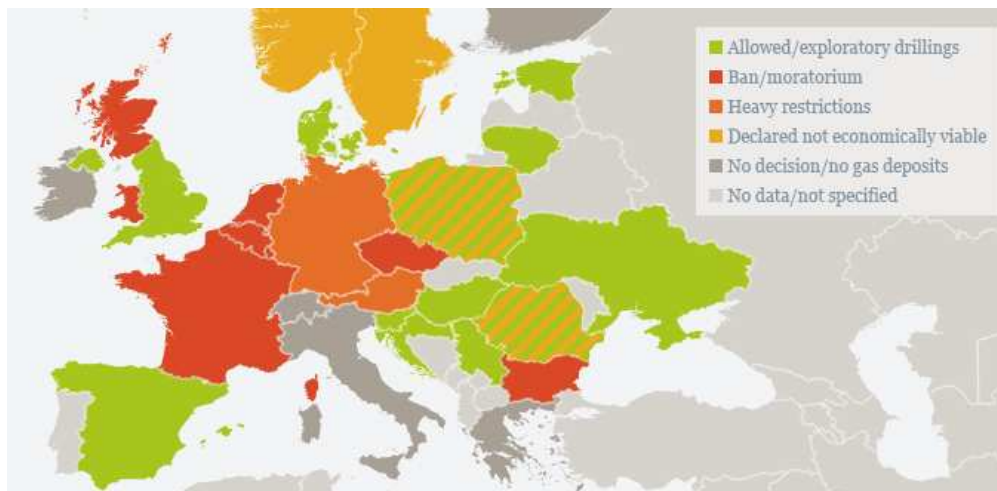 Allowed/exploratory drillings
Ban/moratorium
Heavy restrictions
Declared not economically viable
No decision/no gas deposits
No data/not specified